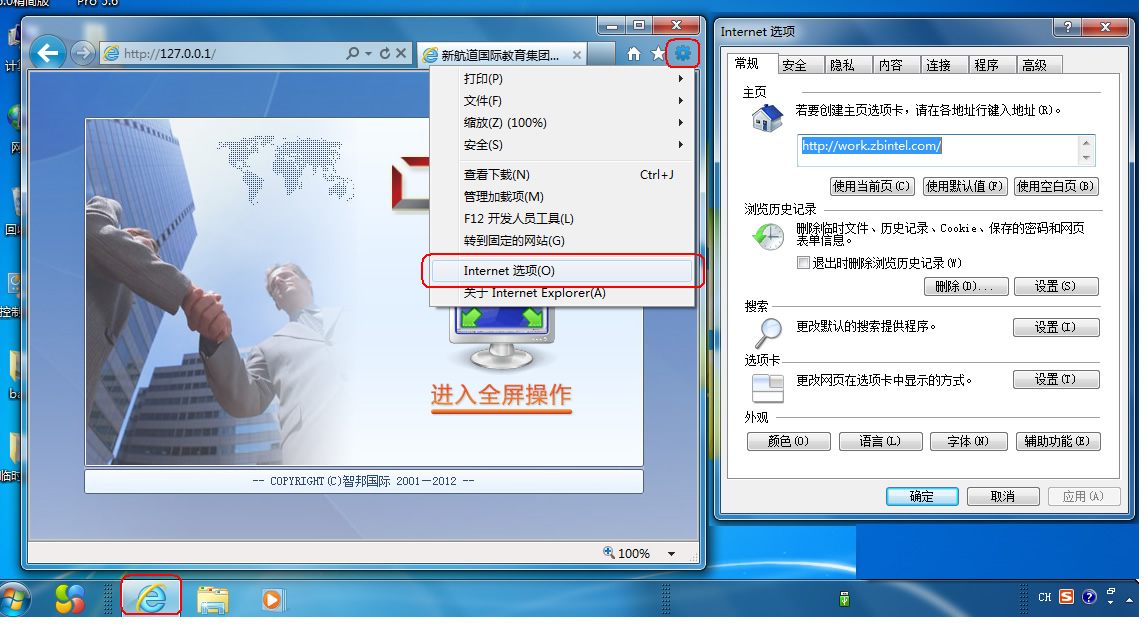 Pro 5.6
http://127.0.0.1/
新航道国际教育集团...
打印(P)
文件(F)
缩放(Z) (100%)
安全(S)
查看下载(N) Ctrl+J
管理加载项(M)
F12 开发人员工具(L)
转到固定的网站(G)
Internet 选项(O)
关于 Internet Explorer(A)
进入全屏操作
-- COPYRIGHT(C)智邦国际 2001—2012 --
100%
Internet 选项
常规 安全 隐私 内容 连接 程序 高级
主页
若要创建主页选项卡，请在各地址行键入地址(R)。
http://work.zbintel.com/
使用当前页(C) 使用默认值(F) 使用空白页(B)
浏览历史记录
删除临时文件、历史记录、Cookie、保存的密码和网页
表单信息。
退出时删除浏览历史记录(W)
删除(D)... 设置(S)
搜索
更改默认的搜索提供程序。
设置(I)
选项卡
更改网页在选项卡中显示的方式。
设置(T)
外观
颜色(O) 语言(L) 字体(N) 辅助功能(E)
确定 取消 应用(A)
CH